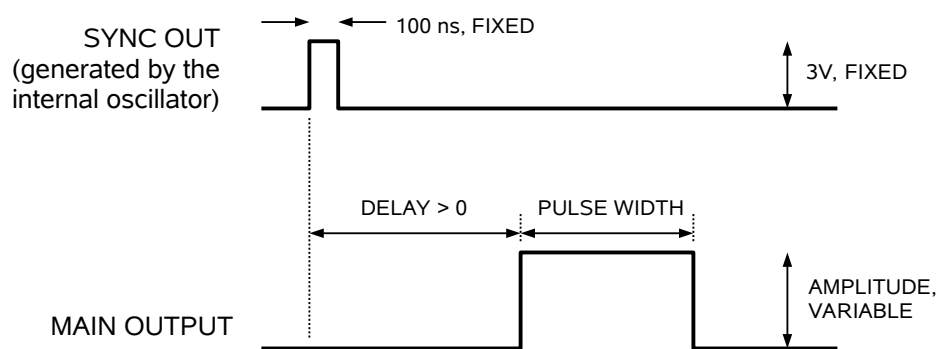 100 ns, FIXED
SYNC OUT
(generated by the
internal oscillator)
3V, FIXED
DELAY > 0
PULSE WIDTH
AMPLITUDE,
VARIABLE
MAIN OUTPUT